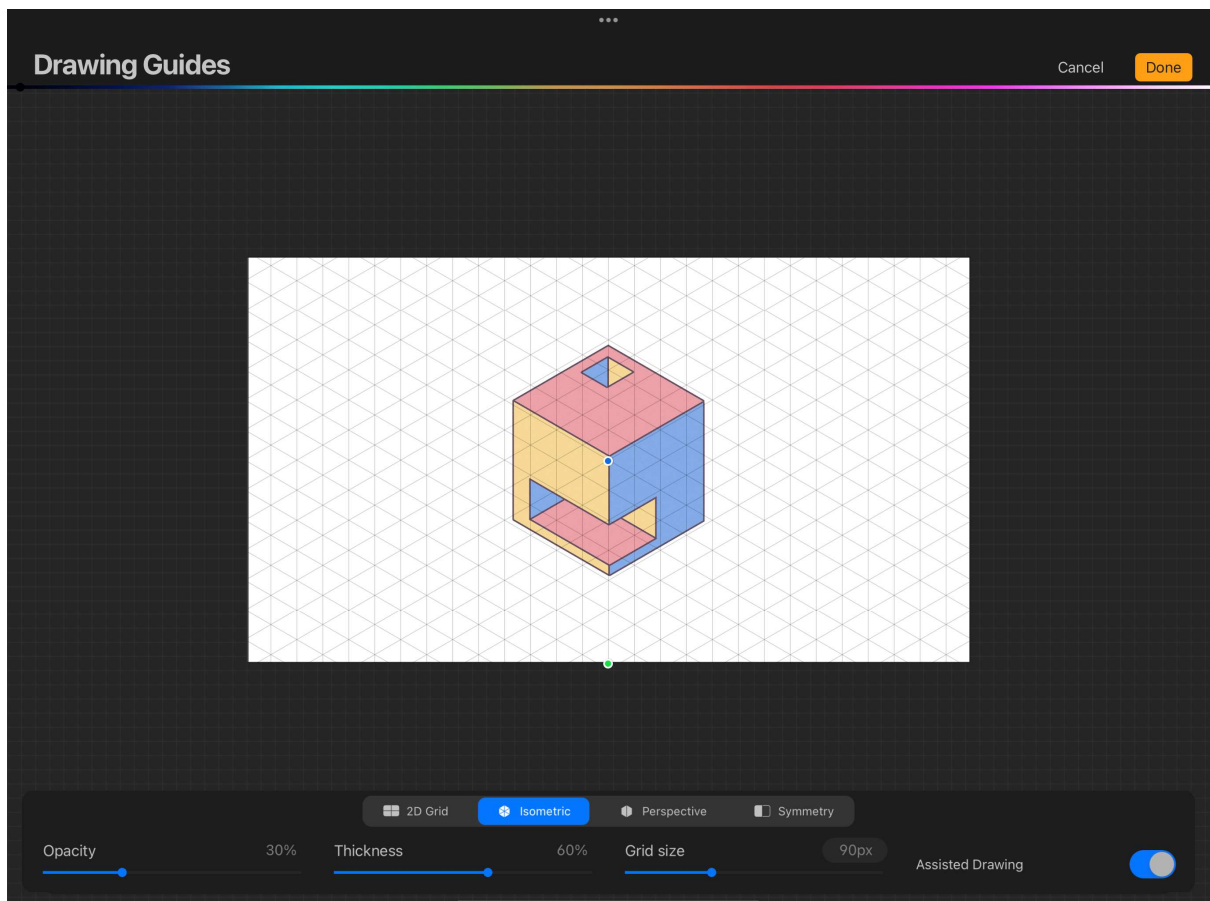 Drawing Guides
Cancel
Done
2D Grid
Isometric
Perspective
Symmetry
Opacity
30%
Thickness
60%
Grid size
90px
Assisted Drawing